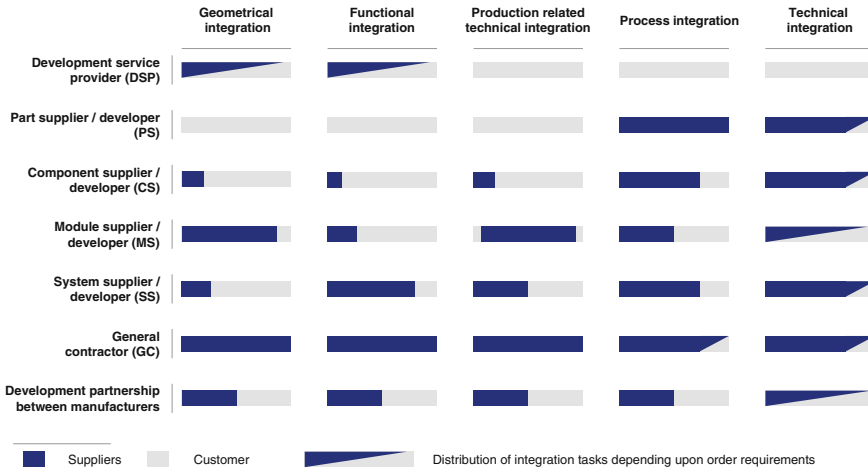 Geometrical
integration
Functional
integration
Production related
technical integration
Process integration
Technical
integration
Development service
provider (DSP)
Part supplier / developer
(PS)
Component supplier /
developer (CS)
Module supplier /
developer (MS)
System supplier /
developer (SS)
General
contractor (GC)
Development partnership
between manufacturers
Suppliers
Customer
Distribution of integration tasks depending upon order requirements